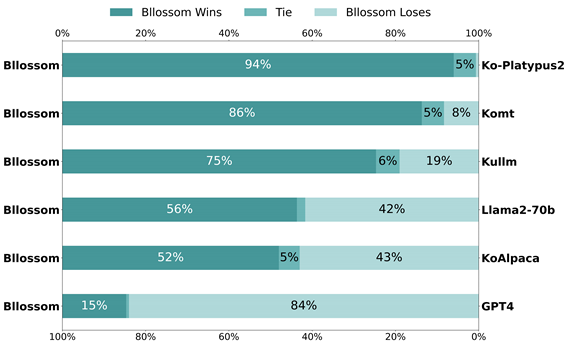 Bllossom Wins Tie Bllossom Loses
0% 20% 40% 60% 80% 100%
Bllossom 94% 5% Ko-Platypus2
Bllossom 86% 5% 8% Komt
Bllossom 75% 6% 19% Kullm
Bllossom 56% 42% Llama2-70b
Bllossom 52% 5% 43% KoAlpaca
Bllossom 15% 84% GPT4
100% 80% 60% 40% 20% 0%